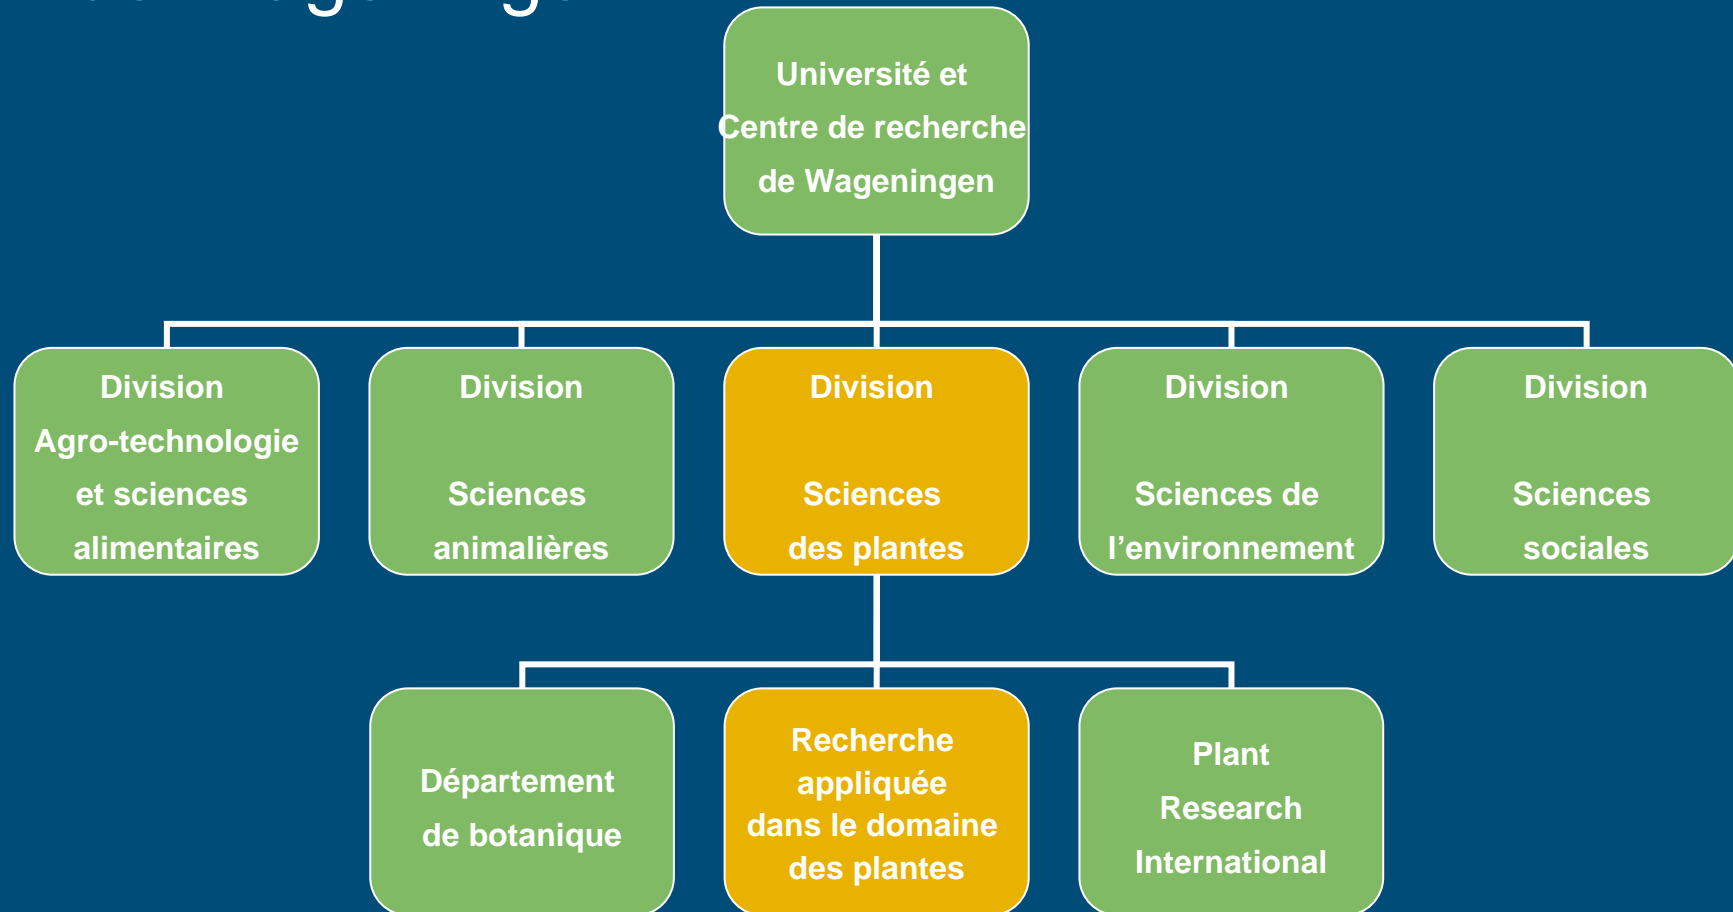 Université et
Centre de recherche
de Wageningen
Division
Agro-technologie
et sciences
alimentaires
Division
Sciences
animalières
Division
Sciences
des plantes
Division
Sciences de
l'environnement
Division
Sciences
sociales
Département
de botanique
Recherche
appliquée
dans le domaine
des plantes
Plant
Research
International